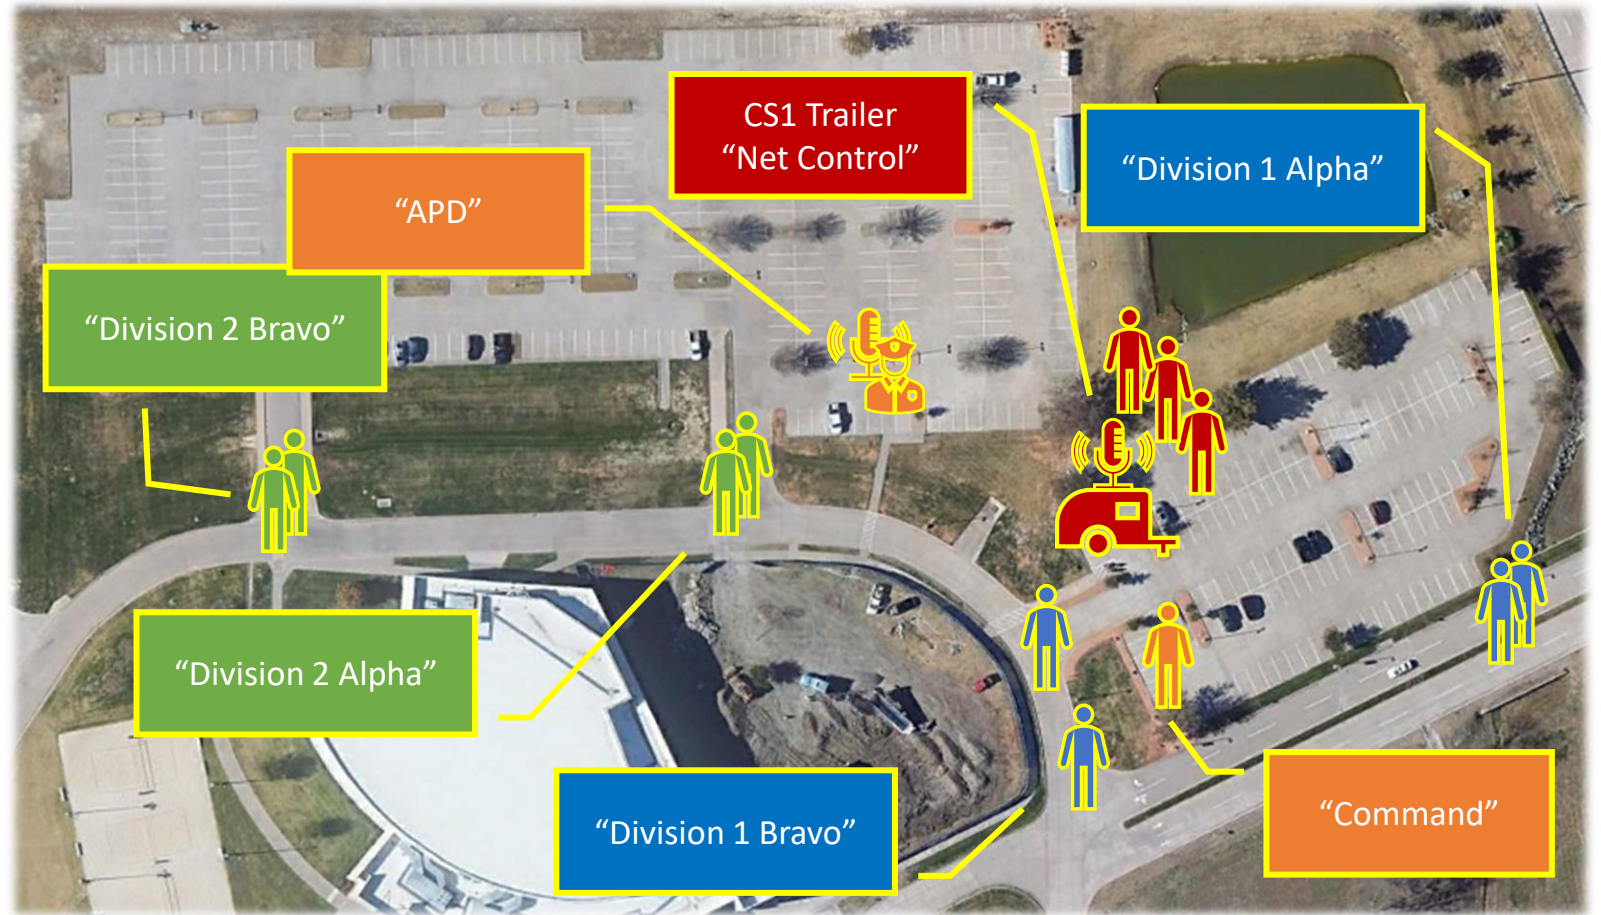 CS1 Trailer
“Net Control”
“Division 1 Alpha”
“APD”
“Division 2 Bravo”
“Division 2 Alpha”
“Division 1 Bravo”
“Command”